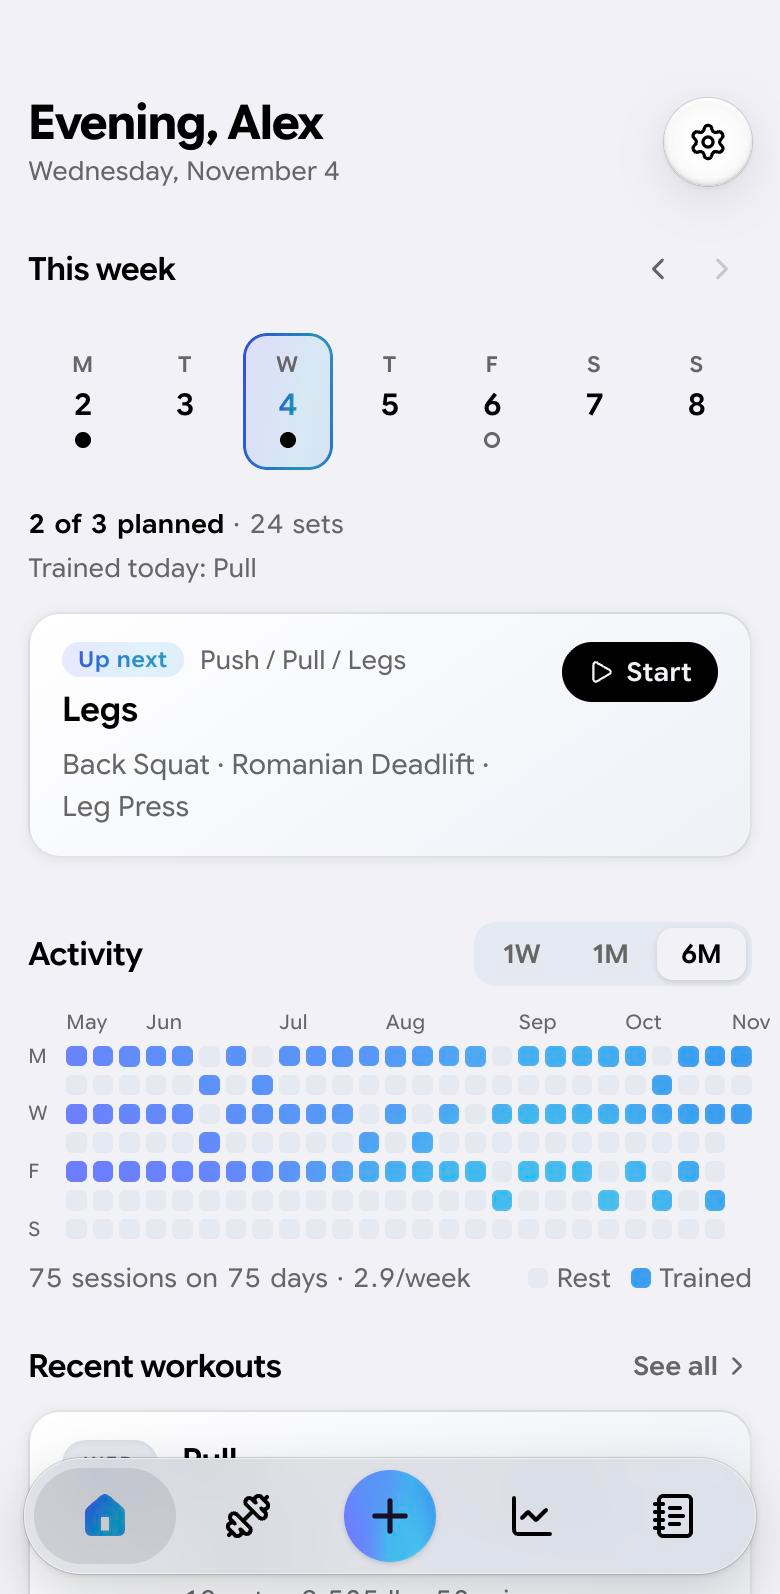 Evening, Alex
Wednesday, November 4
This week
M T W T F S S
2 3 4 5 6 7 8
2 of 3 planned · 24 sets
Trained today: Pull
Up next Push / Pull / Legs
Start
Legs
Back Squat · Romanian Deadlift ·
Leg Press
Activity 1W 1M 6M
May Jun Jul Aug Sep Oct Nov
M
W
F
S
75 sessions on 75 days · 2.9/week Rest Trained
Recent workouts See all
Pull